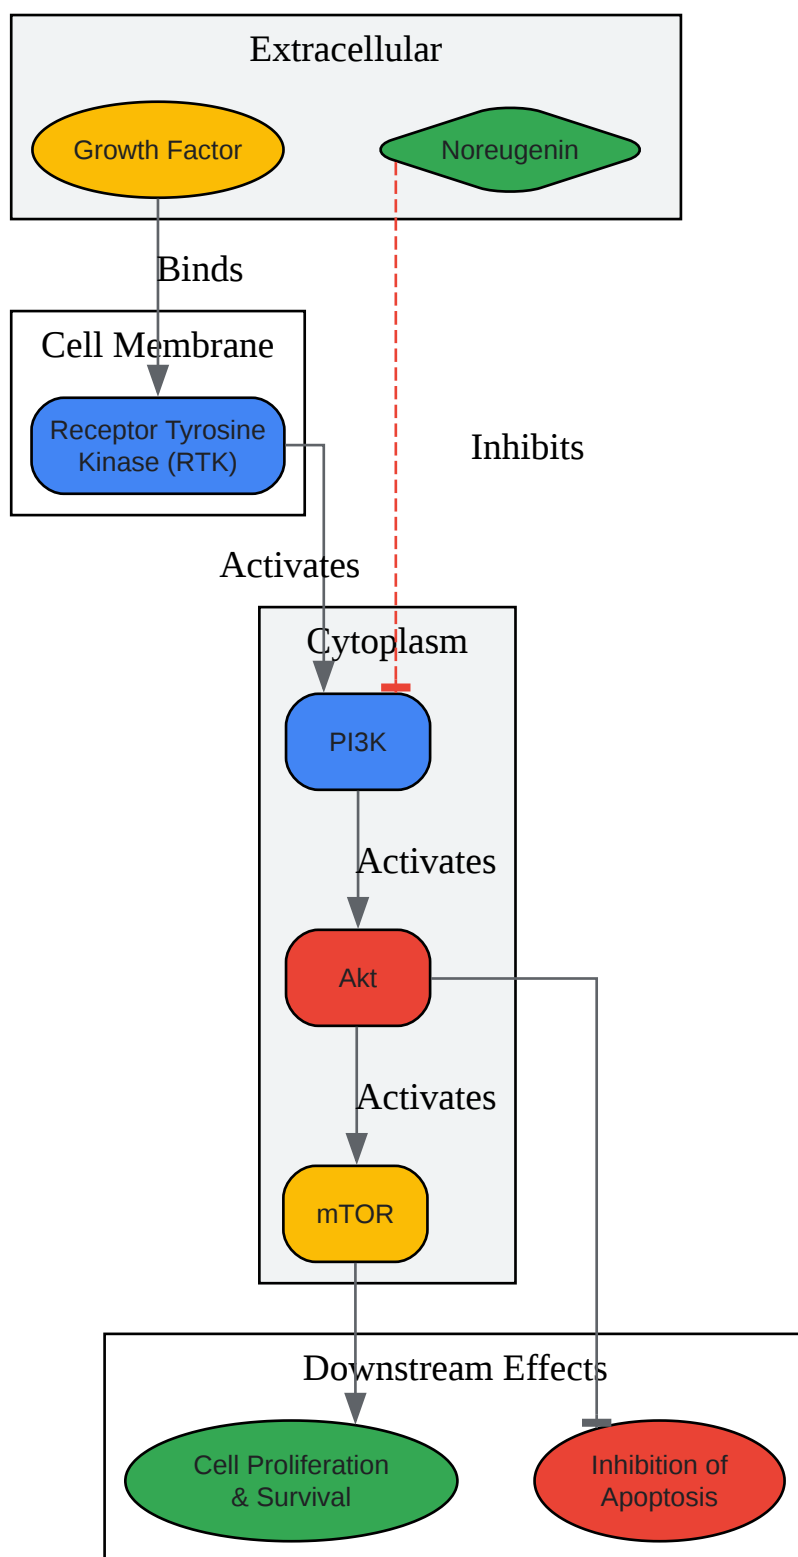 Extracellular
Growth Factor
Noreugenin
Binds
Cell Membrane
Receptor Tyrosine
Kinase (RTK)
Inhibits
Activates
Cytoplasm
PI3K
Activates
Akt
Activates
mTOR
Downstream Effects
Cell Proliferation
& Survival
Inhibition of
Apoptosis